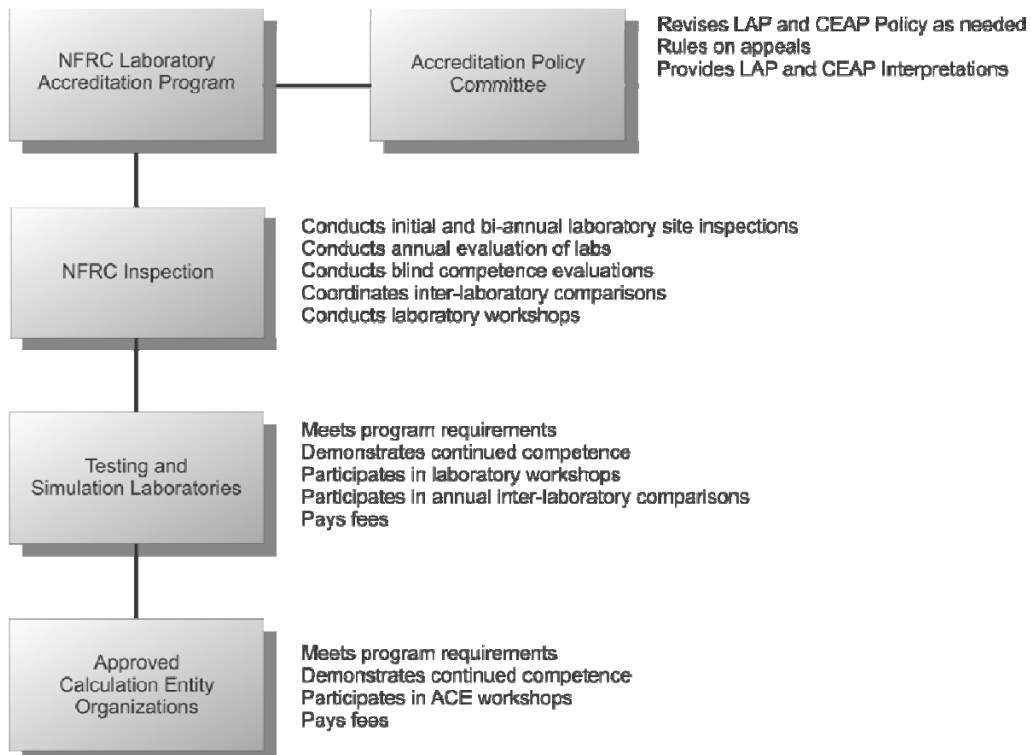 NFRC Laboratory
Accreditation Program
Accreditation Policy
Committee
Revises LAP and CEAP Policy as needed
Rules on appeals
Provides LAP and CEAP Interpretations
NFRC Inspection
Conducts initial and bi-annual laboratory site inspections
Conducts annual evaluation of labs
Conducts blind competence evaluations
Coordinates inter-laboratory comparisons
Conducts laboratory workshops
Testing and
Simulation Laboratories
Meets program requirements
Demonstrates continued competence
Participates in laboratory workshops
Participates in annual inter-laboratory comparisons
Pays fees
Approved
Calculation Entity
Organizations
Meets program requirements
Demonstrates continued competence
Participates in ACE workshops
Pays fees